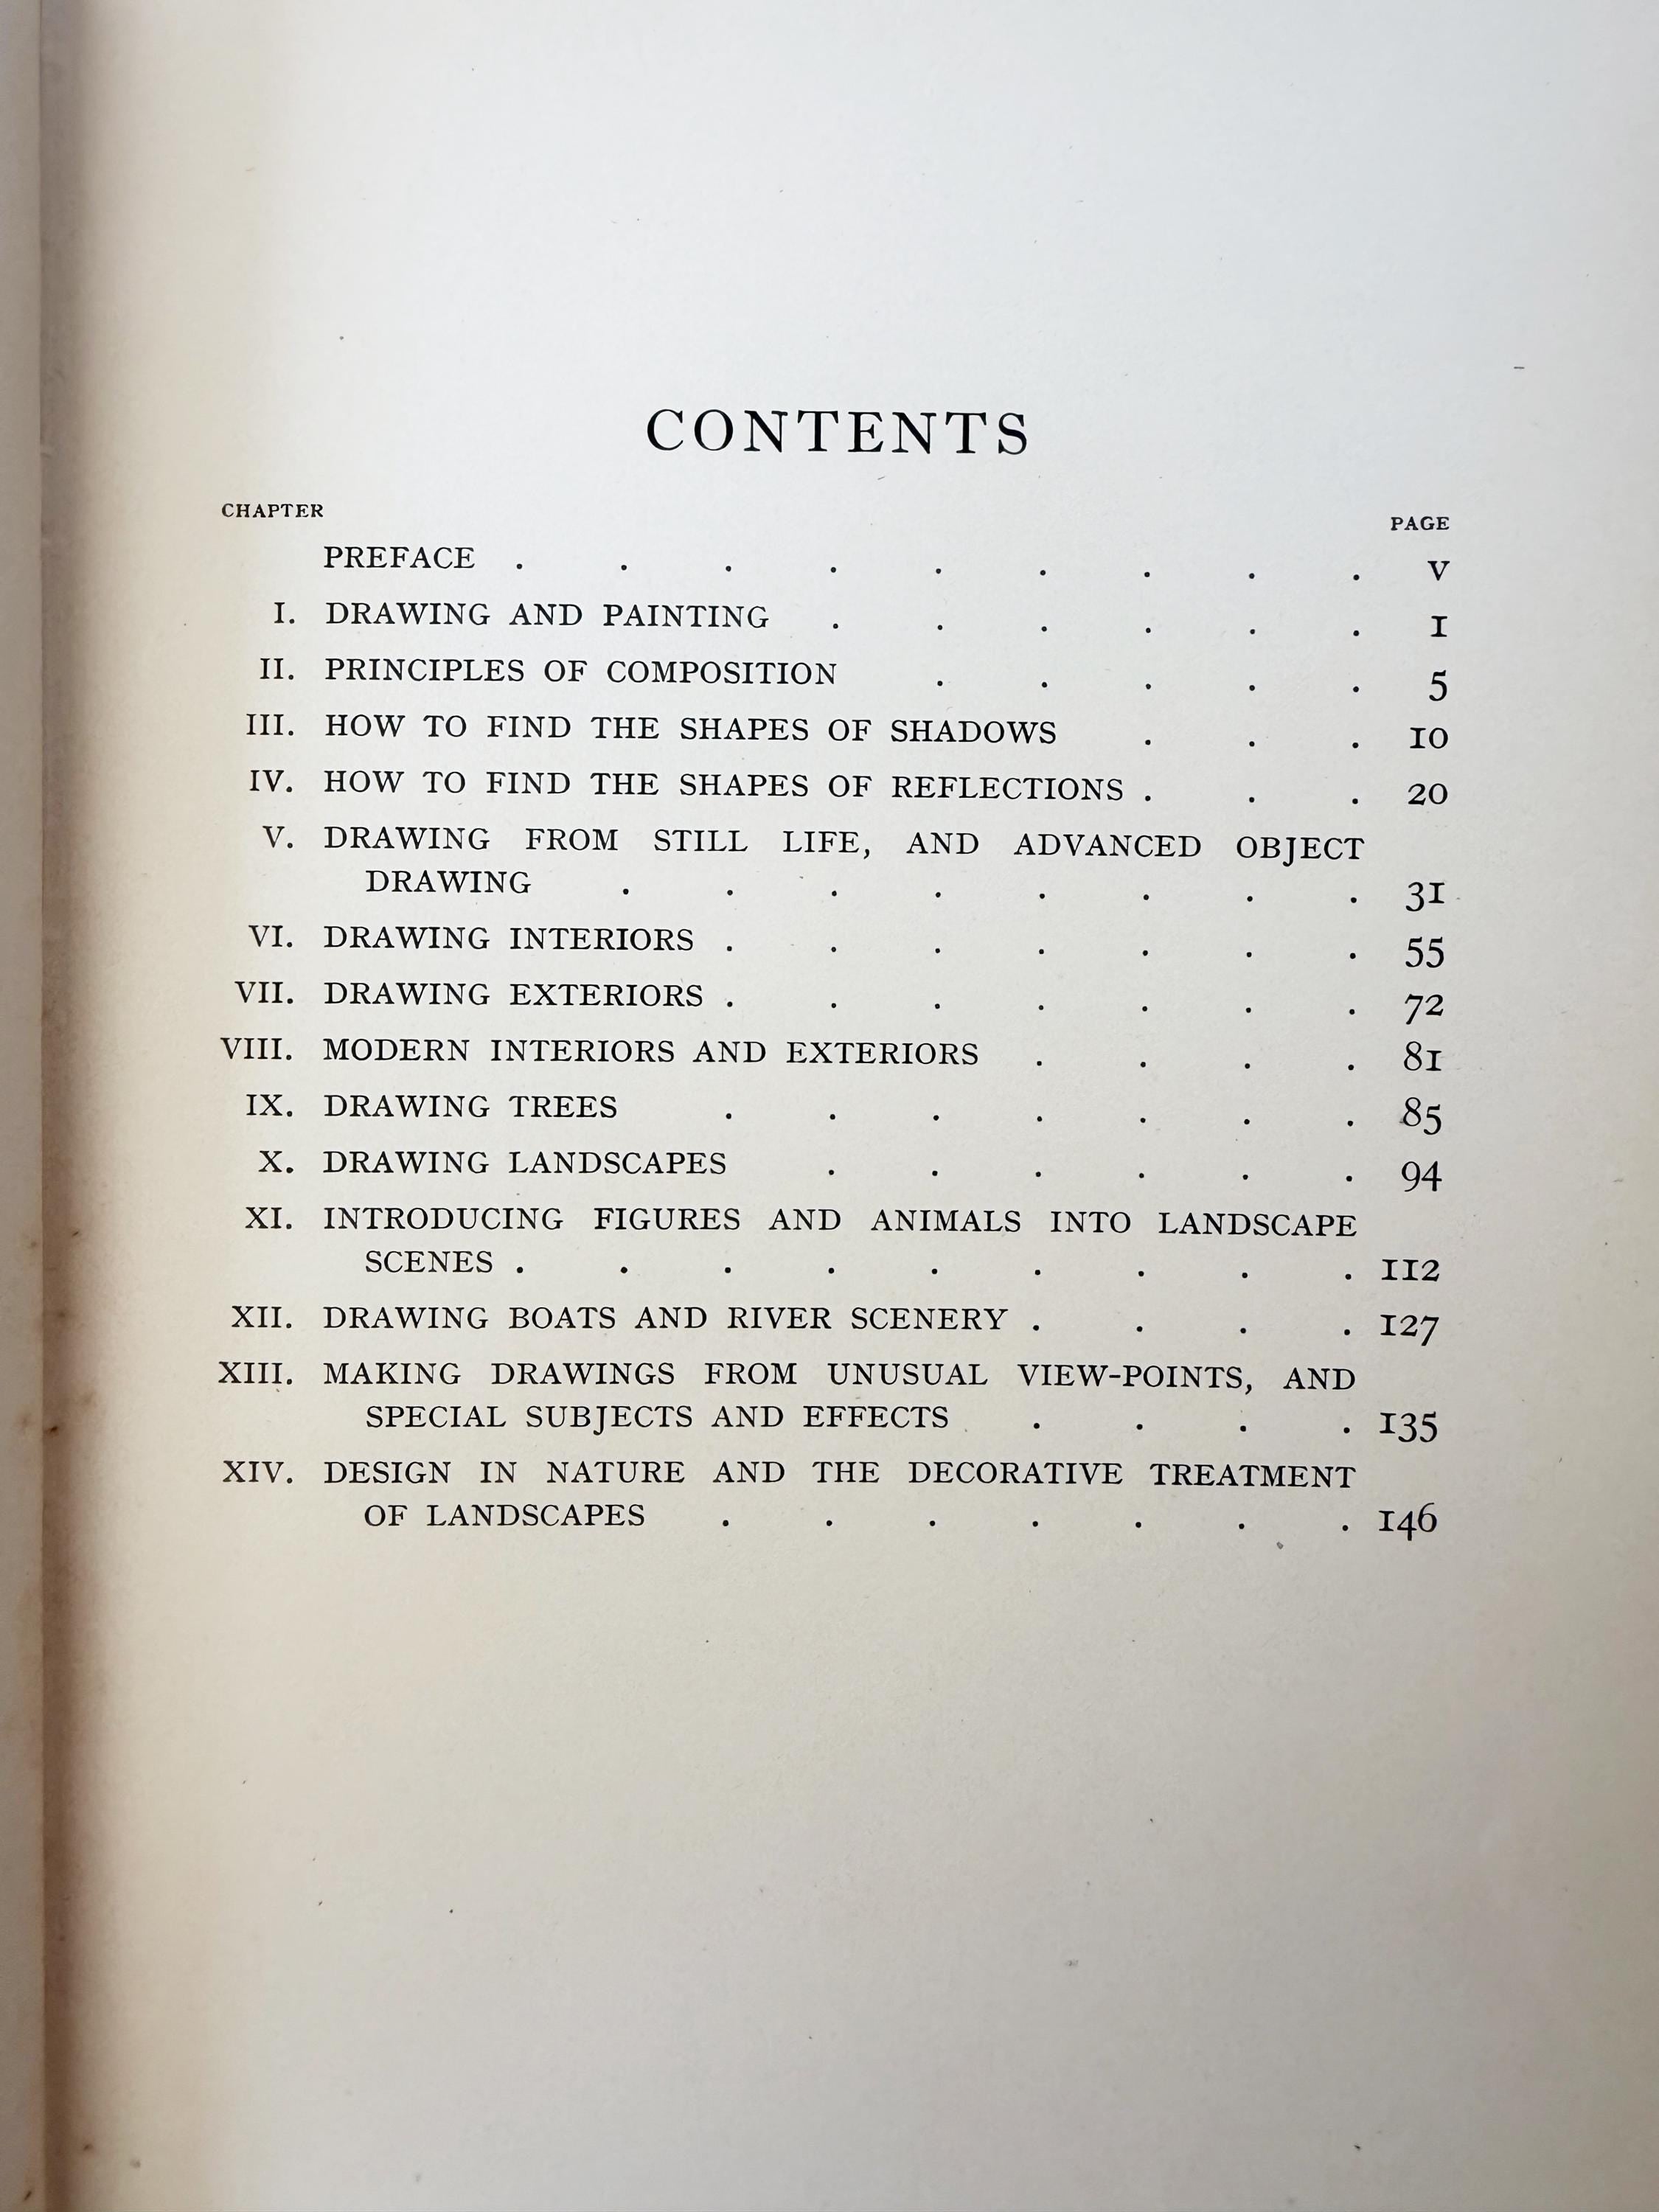 CONTENTS
CHAPTER PAGE
PREFACE . . . . . . . . . V
I. DRAWING AND PAINTING . . . . . . 1
II. PRINCIPLES OF COMPOSITION . . . . . 5
III. HOW TO FIND THE SHAPES OF SHADOWS . . . 10
IV. HOW TO FIND THE SHAPES OF REFLECTIONS . . . 20
V. DRAWING FROM STILL LIFE, AND ADVANCED OBJECT
DRAWING . . . . . . . . 31
VI. DRAWING INTERIORS . . . . . . . 55
VII. DRAWING EXTERIORS . . . . . . . 72
VIII. MODERN INTERIORS AND EXTERIORS . . . . 81
IX. DRAWING TREES . . . . . . . 85
X. DRAWING LANDSCAPES . . . . . . 94
XI. INTRODUCING FIGURES AND ANIMALS INTO LANDSCAPE
SCENES . . . . . . . . . 112
XII. DRAWING BOATS AND RIVER SCENERY . . . . 127
XIII. MAKING DRAWINGS FROM UNUSUAL VIEW-POINTS, AND
SPECIAL SUBJECTS AND EFFECTS . . . . 135
XIV. DESIGN IN NATURE AND THE DECORATIVE TREATMENT
OF LANDSCAPES . . . . . . . 146